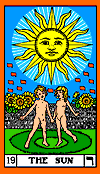 19 THE SUN ר